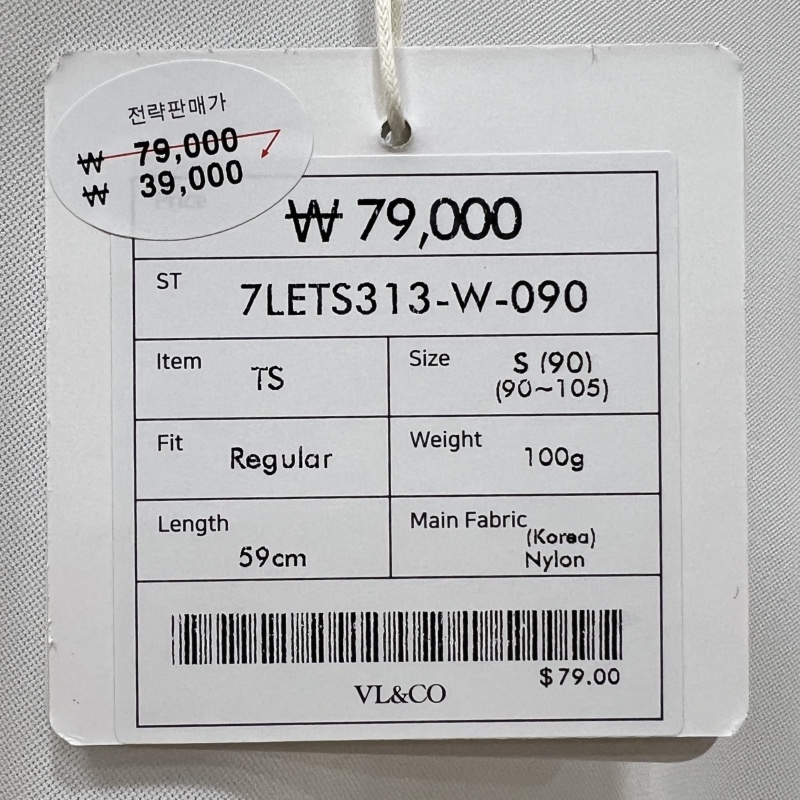 전략판매가
₩ 79,000
₩ 39,000
Price
₩ 79,000
ST
7LETS313-W-090
Item
TS
Size
S (90)
(90~105)
Fit
Regular
Weight
100g
Length
59cm
Main Fabric
(Korea)
Nylon
$79.00
VL&CO